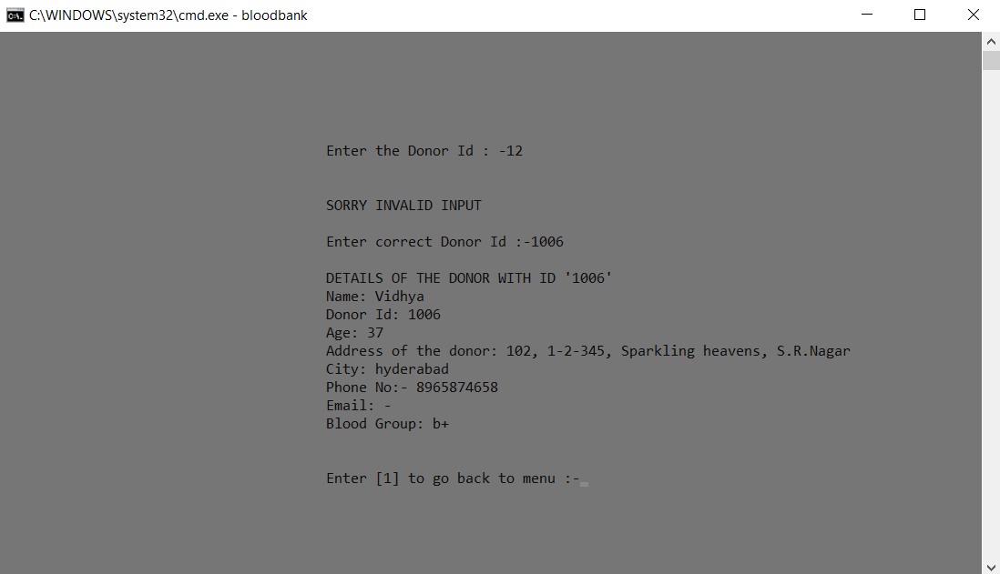 C:\WINDOWS\system32\cmd.exe - bloodbank
Enter the Donor Id : -12
SORRY INVALID INPUT
Enter correct Donor Id :-1006
DETAILS OF THE DONOR WITH ID '1006'
Name: Vidhya
Donor Id: 1006
Age: 37
Address of the donor: 102, 1-2-345, Sparkling heavens, S.R.Nagar
City: hyderabad
Phone No:- 8965874658
Email: -
Blood Group: b+
Enter [1] to go back to menu :-